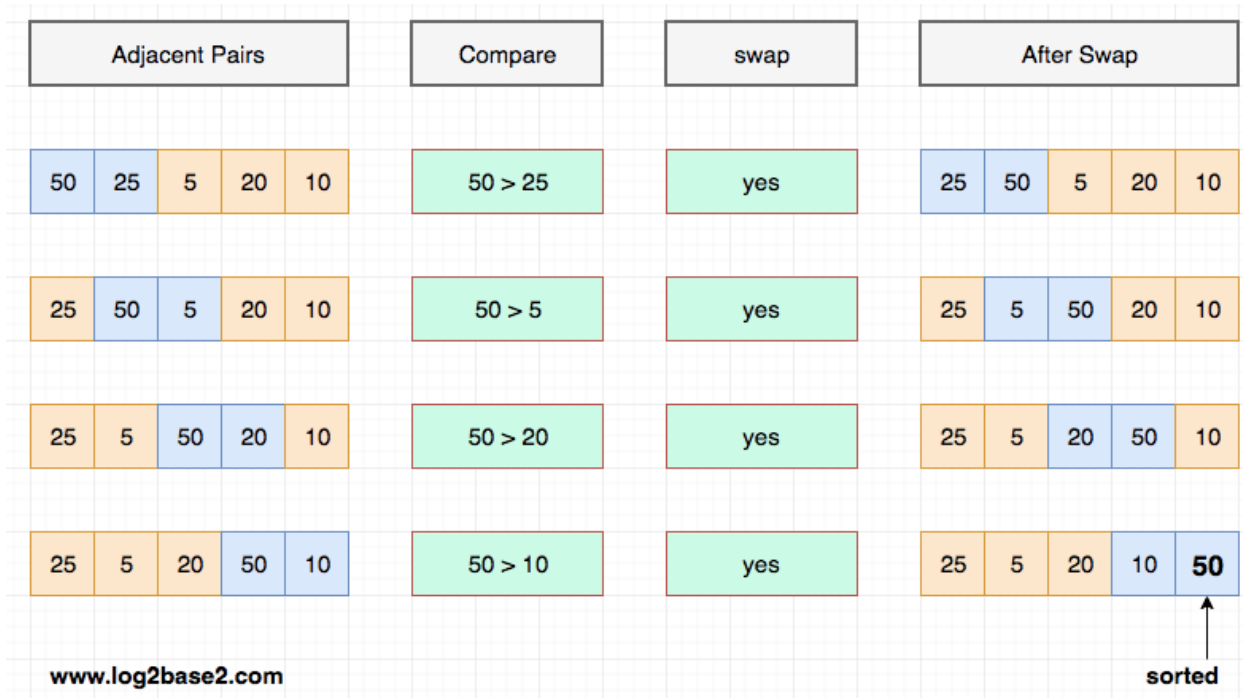 Adjacent Pairs Compare swap After Swap
50 25 5 20 10 50 > 25 yes 25 50 5 20 10
25 50 5 20 10 50 > 5 yes 25 5 50 20 10
25 5 50 20 10 50 > 20 yes 25 5 20 50 10
25 5 20 50 10 50 > 10 yes 25 5 20 10 50
www.log2base2.com sorted